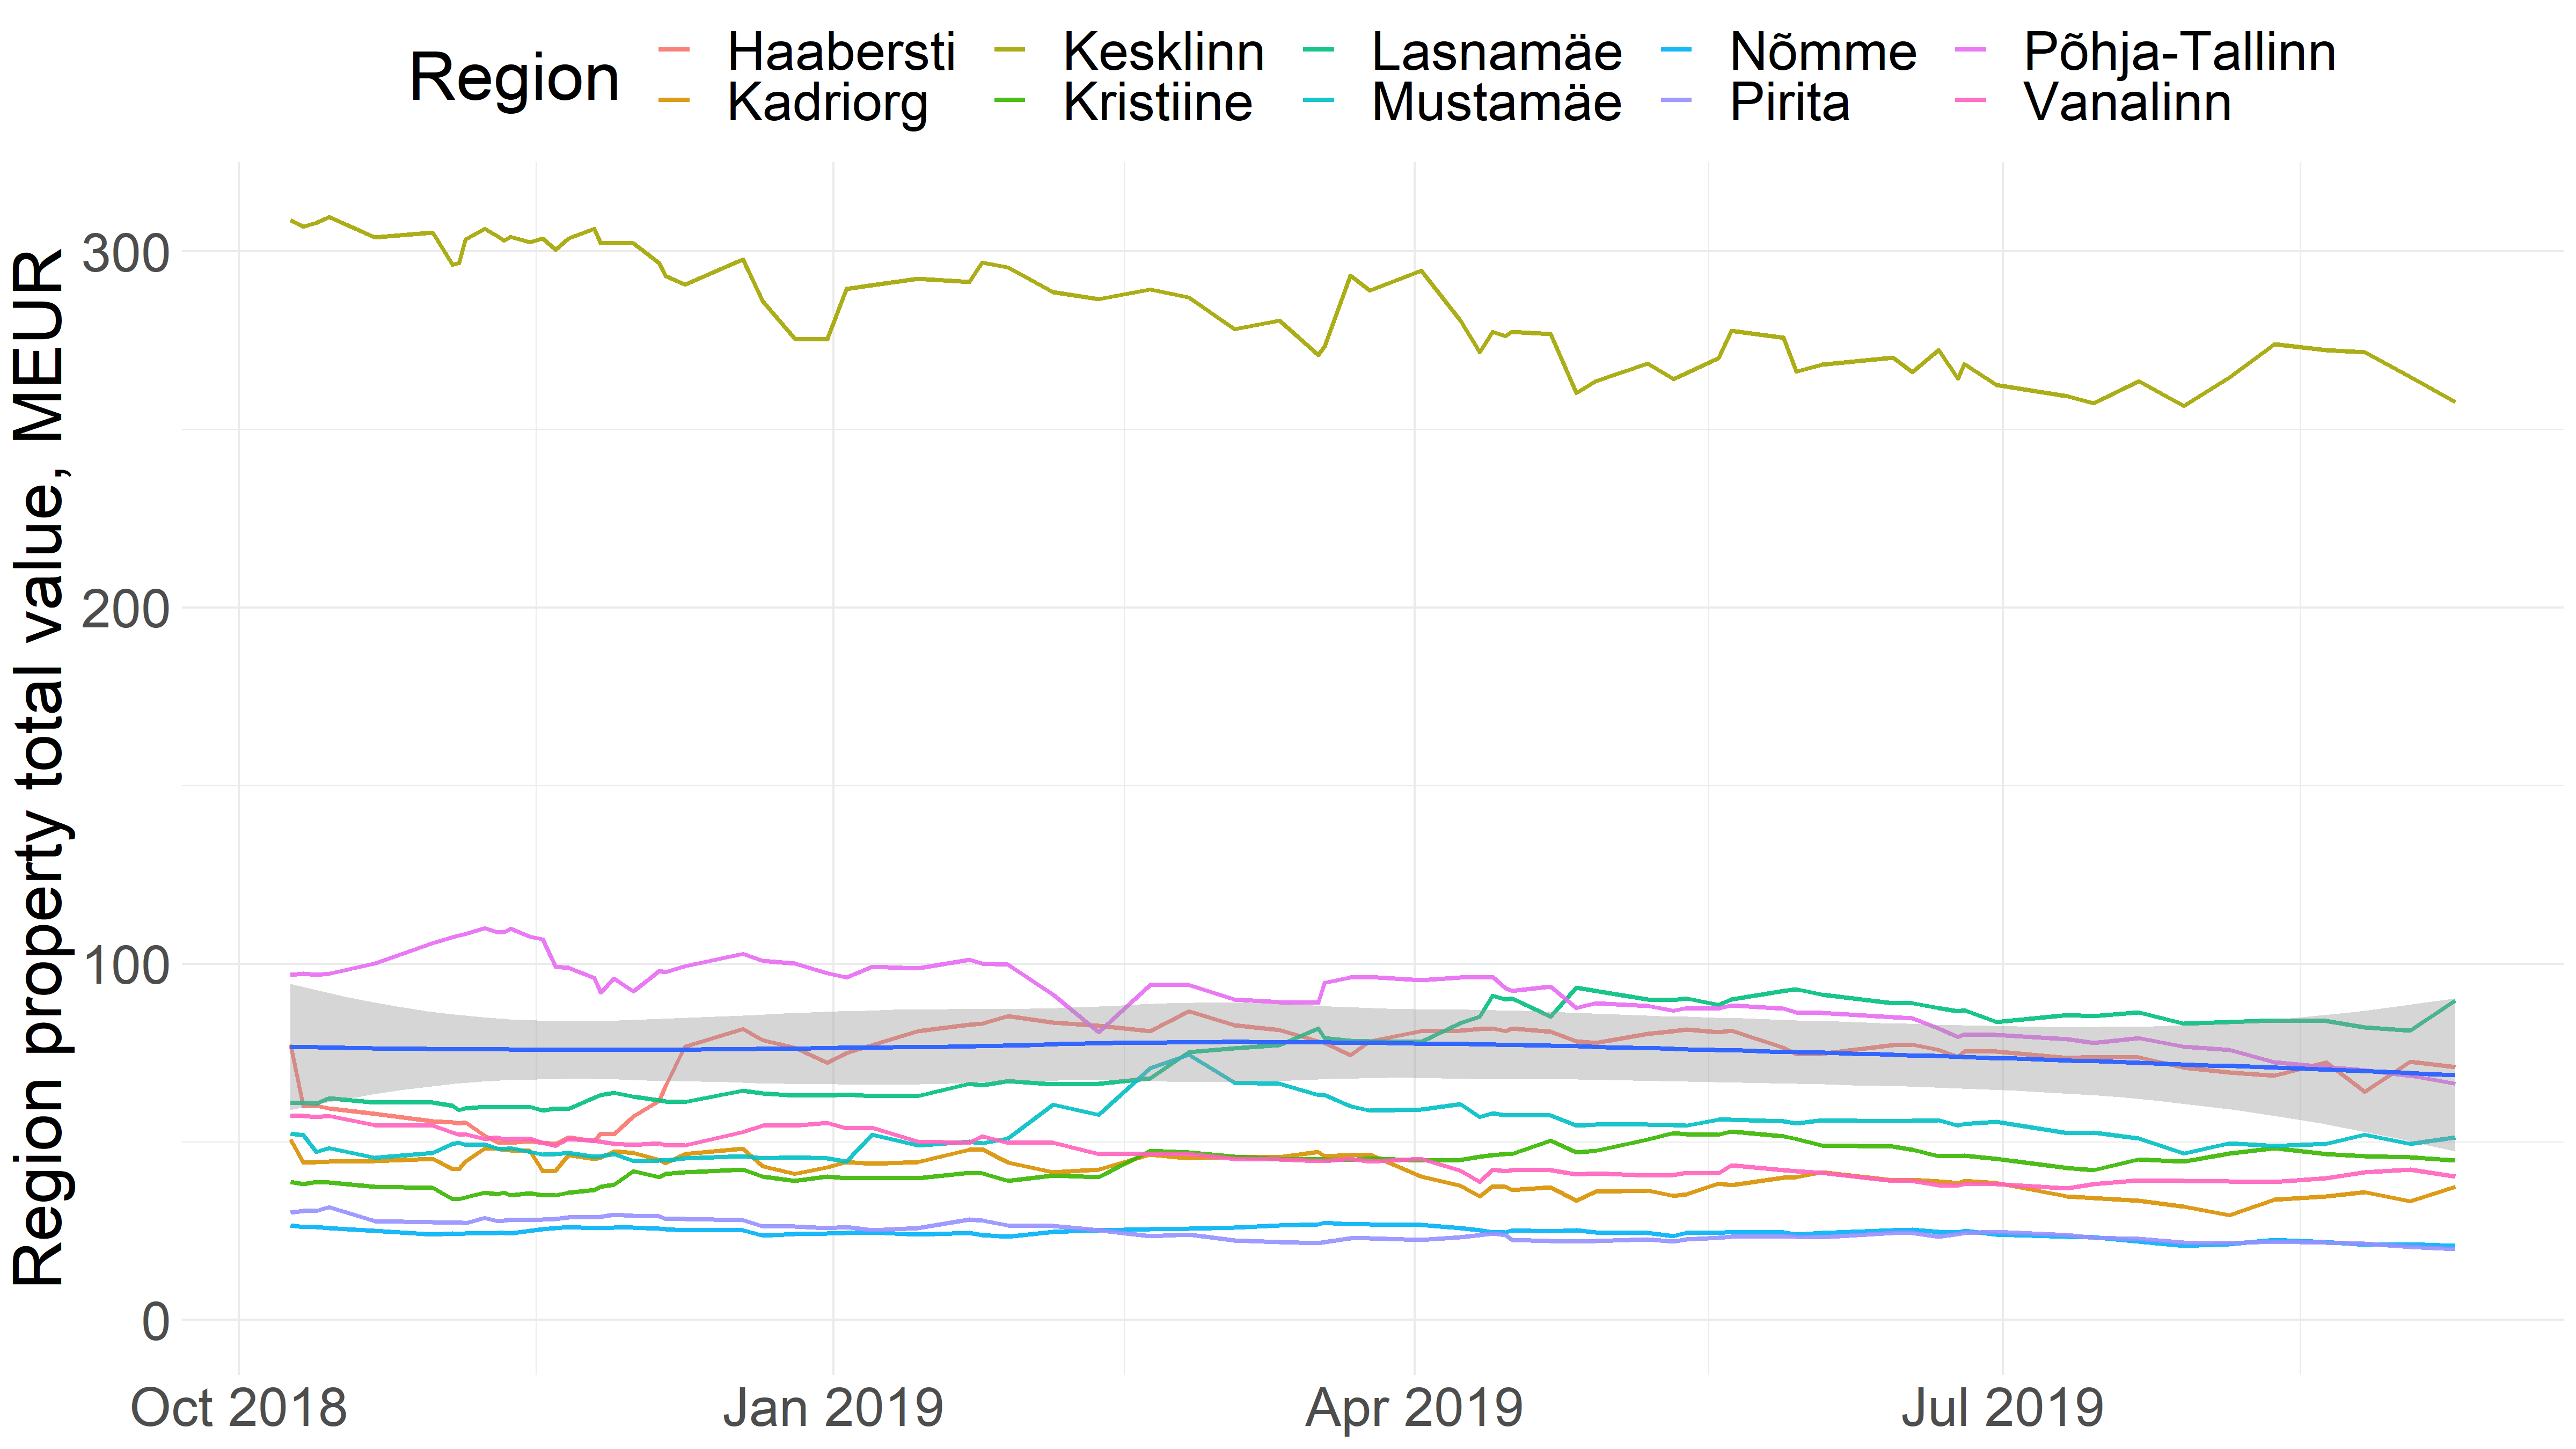 Region
Haabersti
Kesklinn
Lasnamäe
Nõmme
Põhja-Tallinn
Kadriorg
Kristiine
Mustamäe
Pirita
Vanalinn
Region property total value, MEUR
300
200
100
0
Oct 2018
Jan 2019
Apr 2019
Jul 2019